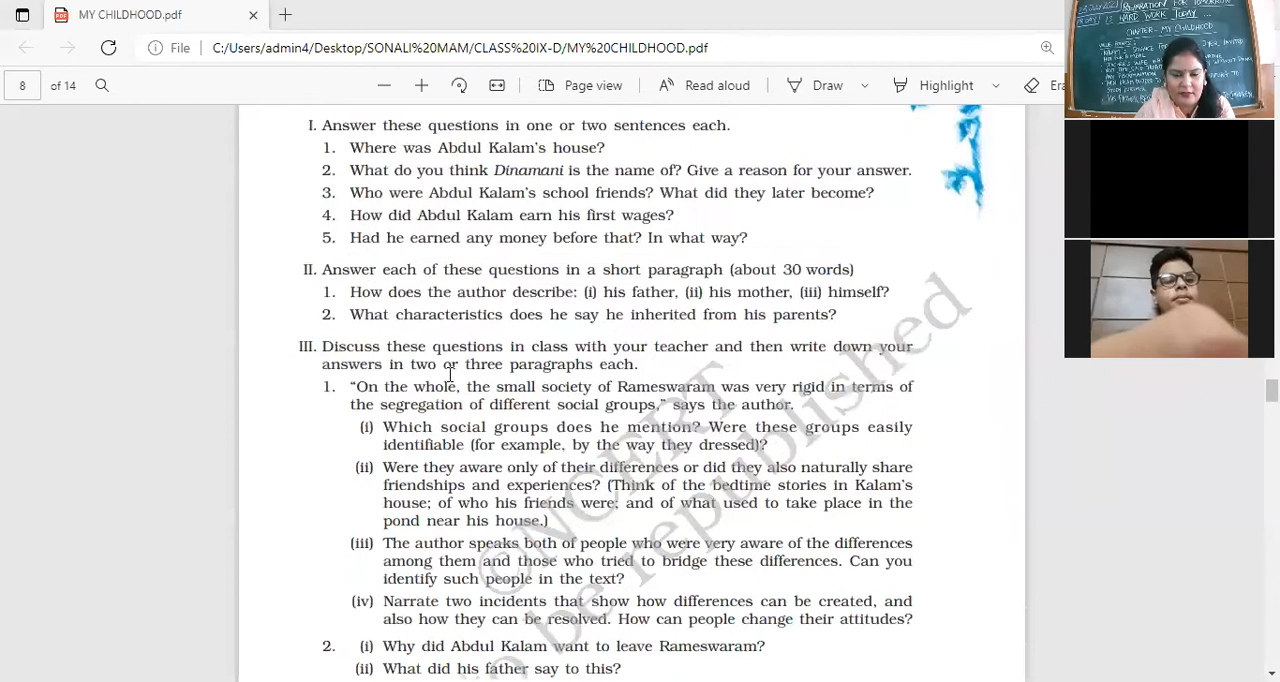 MY CHILDHOOD.pdf
File C:/Users/admin4/Desktop/SONALI%20MAM/CLASS%20IX-D/MY%20CHILDHOOD.pdf
8 of 14 Page view Read aloud Draw Highlight Era
I. Answer these questions in one or two sentences each.
1. Where was Abdul Kalam's house?
2. What do you think Dinamani is the name of? Give a reason for your answer.
3. Who were Abdul Kalam's school friends? What did they later become?
4. How did Abdul Kalam earn his first wages?
5. Had he earned any money before that? In what way?
II. Answer each of these questions in a short paragraph (about 30 words)
1. How does the author describe: (i) his father, (ii) his mother, (iii) himself?
2. What characteristics does he say he inherited from his parents?
III. Discuss these questions in class with your teacher and then write down your
answers in two or three paragraphs each.
1. “On the whole, the small society of Rameswaram was very rigid in terms of
the segregation of different social groups,” says the author.
(i) Which social groups does he mention? Were these groups easily
identifiable (for example, by the way they dressed)?
(ii) Were they aware only of their differences or did they also naturally share
friendships and experiences? (Think of the bedtime stories in Kalam's
house; of who his friends were; and of what used to take place in the
pond near his house.)
(iii) The author speaks both of people who were very aware of the differences
among them and those who tried to bridge these differences. Can you
identify such people in the text?
(iv) Narrate two incidents that show how differences can be created, and
also how they can be resolved. How can people change their attitudes?
2. (i) Why did Abdul Kalam want to leave Rameswaram?
(ii) What did his father say to this?
©NCERT
be republished
HARD WORK TODAY
CHAPTER - MY CHILDHOOD